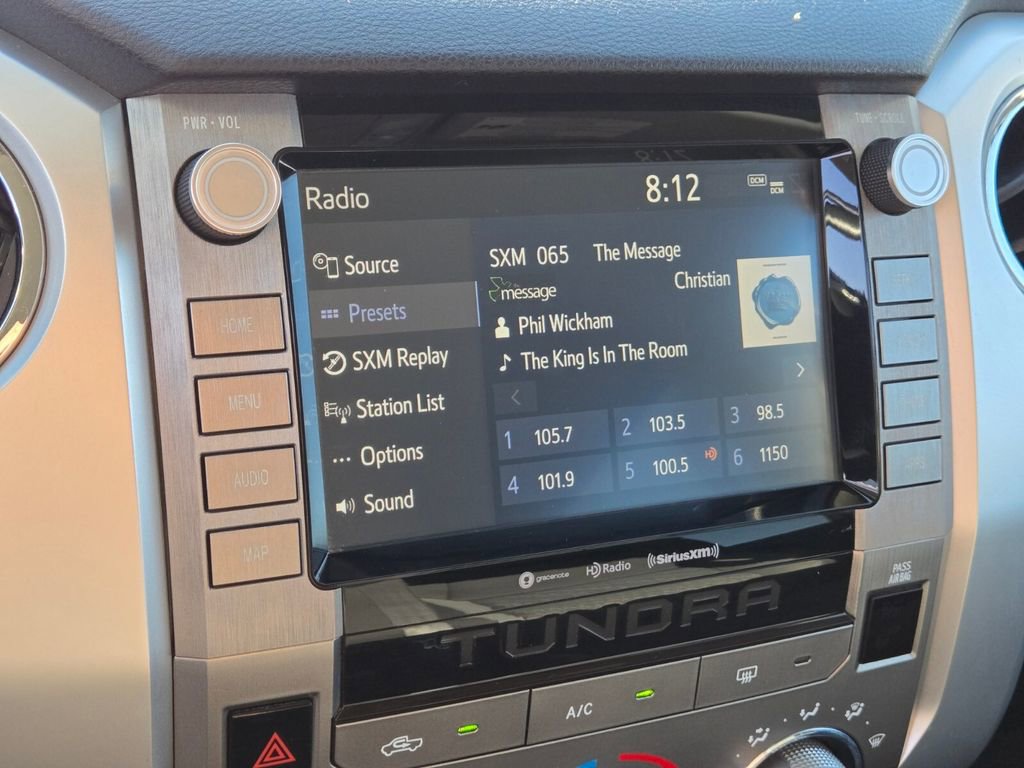 PWR · VOL
TUNE · SCROLL
Radio
8:12
DCM
DCM
Source
Presets
SXM Replay
Station List
... Options
Sound
SXM 065 The Message
message
Christian
Phil Wickham
The King Is In The Room
1 105.7
2 103.5
3 98.5
4 101.9
5 100.5 HD
6 1150
HOME
MENU
AUDIO
MAP
APPS
gracenote
HD Radio
((SiriusXM))
PASS
AIR BAG
TUNDRA
A/C